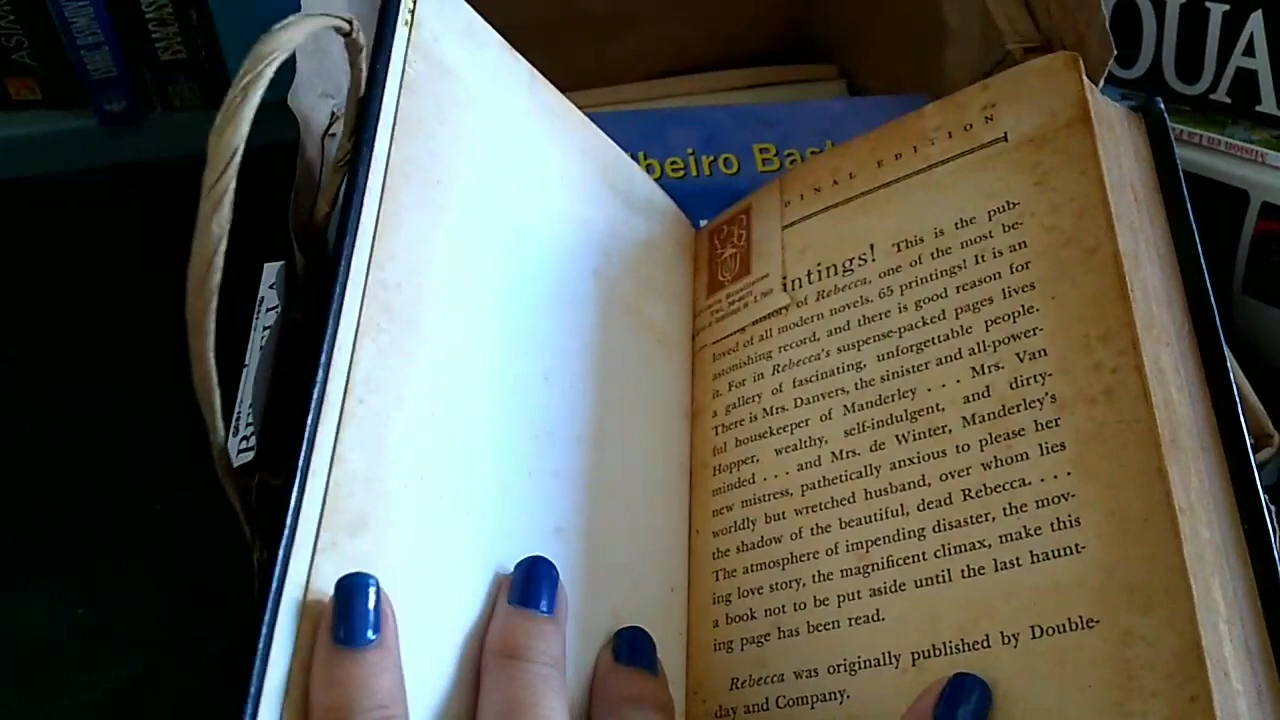 ASIM
ISAAC AS
OUA
beiro Bast
DINAL EDITION
intings! This is the pub-
history of Rebecca, one of the most be-
loved of all modern novels. 65 printings! It is an
astonishing record, and there is good reason for
it. For in Rebecca's suspense-packed pages lives
a gallery of fascinating, unforgettable people.
There is Mrs. Danvers, the sinister and all-power-
ful housekeeper of Manderley . . . Mrs. Van
Hopper, wealthy, self-indulgent, and dirty-
minded . . . and Mrs. de Winter, Manderley's
new mistress, pathetically anxious to please her
worldly but wretched husband, over whom lies
the shadow of the beautiful, dead Rebecca. . . .
The atmosphere of impending disaster, the mov-
ing love story, the magnificent climax, make this
a book not to be put aside until the last haunt-
ing page has been read.
Rebecca was originally published by Double-
day and Company.